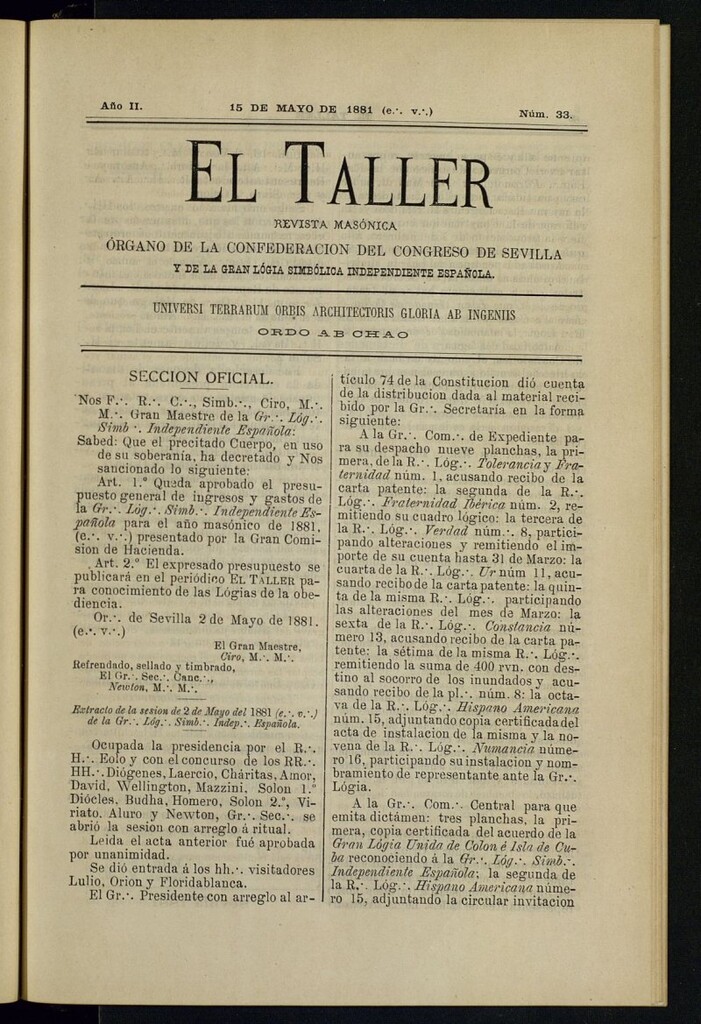 Año II.
15 DE MAYO DE 1881 (e.·. v.·.)
Núm. 33.
EL TALLER
REVISTA MASÓNICA
ÓRGANO DE LA CONFEDERACION DEL CONGRESO DE SEVILLA
Y DE LA GRAN LÓGIA SIMBÓLICA INDEPENDIENTE ESPAÑOLA.
UNIVERSI TERRARUM ORBIS ARCHITECTORIS GLORIA AB INGENIIS
ORDO AB CHAO
SECCION OFICIAL.
Nos F.·. R.·. C.·., Simb.·., Ciro, M.·.
M.·. Gran Maestre de la Gr.·. Lóg.·.
Simb.·. Independiente Española:
Sabed: Que el precitado Cuerpo, en uso
de su soberanía, ha decretado y Nos
sancionado lo siguiente:
Art. 1.º Queda aprobado el presu-
puesto general de ingresos y gastos de
la Gr.·. Lóg.·. Simb.·. Independiente Es-
pañola para el año masónico de 1881,
(e.·. v.·.) presentado por la Gran Comi-
sion de Hacienda.
Art. 2.º El expresado presupuesto se
publicará en el periódico EL TALLER pa-
ra conocimiento de las Lógias de la obe-
diencia.
Or.·. de Sevilla 2 de Mayo de 1881.
(e.·. v.·.)
El Gran Maestre,
Ciro, M.·. M.·.
Refrendado, sellado y timbrado,
El Gr.·. Sec.·. Canc.·.,
Newton, M.·. M.·.
Extracto de la sesion de 2 de Mayo del 1881 (e.·. v.·.)
de la Gr.·. Lóg.·. Simb.·. Indep.·. Española.
Ocupada la presidencia por el R.·.
H.·. Eolo y con el concurso de los RR.·.
HH.·. Diógenes, Laercio, Cháritas, Amor,
David, Wellington, Mazzini, Solon 1.º
Diócles, Budha, Homero, Solon 2.º, Vi-
riato, Aluro y Newton, Gr.·. Sec.·. se
abrió la sesion con arreglo á ritual.
Leida el acta anterior fué aprobada
por unanimidad.
Se dió entrada á los hh.·. visitadores
Lulio, Orion y Floridablanca.
El Gr.·. Presidente con arreglo al ar-
tículo 74 de la Constitucion dió cuenta
de la distribucion dada al material reci-
bido por la Gr.·. Secretaría en la forma
siguiente:
A la Gr.·. Com.·. de Expediente pa-
ra su despacho nueve planchas, la pri-
mera, de la R.·. Lóg.·. Tolerancia y Fra-
ternidad núm. 1, acusando recibo de la
carta patente: la segunda de la R.·.
Lóg.·. Fraternidad Ibérica núm. 2, re-
mitiendo su cuadro lógico: la tercera de
la R.·. Lóg.·. Verdad núm.·. 8, partici-
pando alteraciones y remitiendo el im-
porte de su cuenta hasta 31 de Marzo: la
cuarta de la R.·. Lóg.·. Ur núm 11, acu-
sando recibo de la carta patente: la quin-
ta de la misma R.·. Lóg.·. participando
las alteraciones del mes de Marzo: la
sexta de la R.·. Lóg.·. Constancia nú-
mero 13, acusando recibo de la carta pa-
tente: la sétima de la misma R.·. Lóg.·.
remitiendo la suma de 400 rvn. con des-
tino al socorro de los inundados y acu-
sando recibo de la pl.·. núm. 8: la octa-
va de la R.·. Lóg.·. Hispano Americana
núm. 15, adjuntando copia certificada del
acta de instalacion de la misma y la no-
vena de la R.·. Lóg.·. Numancia núme-
ro 16, participando su instalacion y nom-
bramiento de representante ante la Gr.·.
Lógia.
A la Gr.·. Com.·. Central para que
emita dictámen: tres planchas, la pri-
mera, copia certificada del acuerdo de la
Gran Lógia Unida de Colon é Isla de Cu-
ba reconociendo á la Gr.·. Lóg.·. Simb.·.
Independiente Española; la segunda de
la R.·. Lóg.·. Hispano Americana núme-
ro 15, adjuntando la circular invitacion